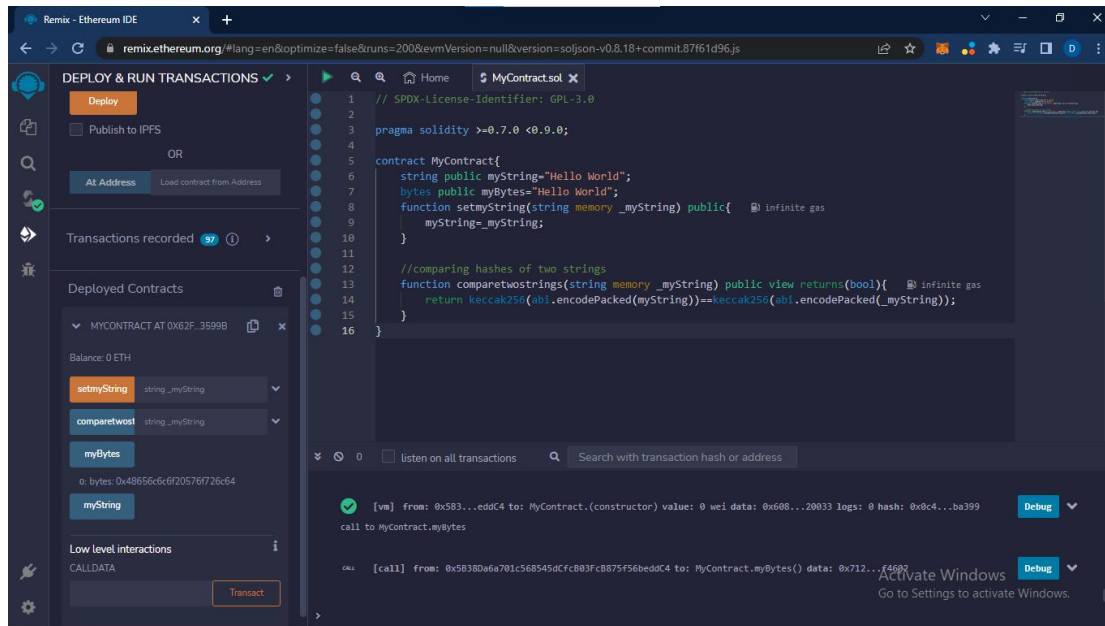 Remix - Ethereum IDE
remix.ethereum.org/#lang=en&optimize=false&runs=200&evmVersion=null&version=soljson-v0.8.18+commit.87f61d96.js
D
DEPLOY & RUN TRANSACTIONS
Deploy
Publish to IPFS
OR
At Address Load contract from Address
Transactions recorded 97 i
Deployed Contracts
MYCONTRACT AT 0X62F...3599B
Balance: 0 ETH
setmyString string _myString
comparetwost string _myString
myBytes
0: bytes: 0x48656c6c6f20576f726c64
myString
Low level interactions i
CALLDATA
Transact
Home MyContract.sol
1 // SPDX-License-Identifier: GPL-3.0
2
3 pragma solidity >=0.7.0 <0.9.0;
4
5 contract MyContract{
6 string public myString="Hello World";
7 bytes public myBytes="Hello World";
8 function setmyString(string memory _myString) public{ infinite gas
9 myString=_myString;
10 }
11
12 //comparing hashes of two strings
13 function comparetwostrings(string memory _myString) public view returns(bool){ infinite gas
14 return keccak256(abi.encodePacked(myString))==keccak256(abi.encodePacked(_myString));
15 }
16 }
0 listen on all transactions Search with transaction hash or address
[vm] from: 0x5B3...eddC4 to: MyContract.(constructor) value: 0 wei data: 0x608...20033 logs: 0 hash: 0x0c4...ba399 Debug
call to MyContract.myBytes
CALL [call] from: 0x5B38Da6a701c568545dCfcB03FcB875f56beddC4 to: MyContract.myBytes() data: 0x712...f4602 Debug
Activate Windows
Go to Settings to activate Windows.
>